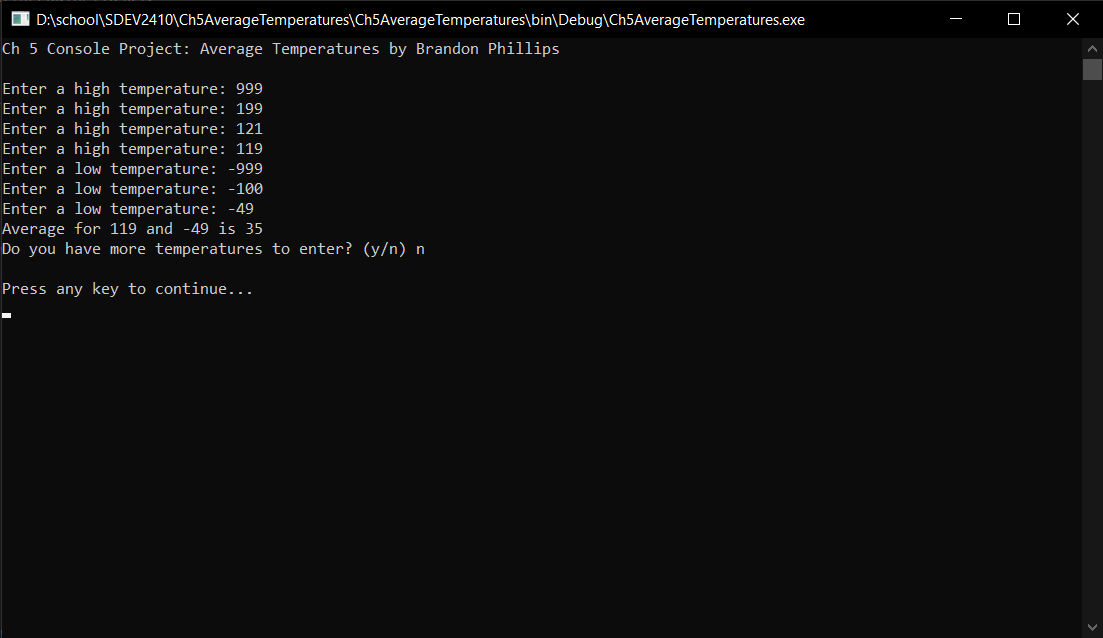 D:\school\SDEV2410\Ch5AverageTemperatures\Ch5AverageTemperatures\bin\Debug\Ch5AverageTemperatures.exe
Ch 5 Console Project: Average Temperatures by Brandon Phillips
Enter a high temperature: 999
Enter a high temperature: 199
Enter a high temperature: 121
Enter a high temperature: 119
Enter a low temperature: -999
Enter a low temperature: -100
Enter a low temperature: -49
Average for 119 and -49 is 35
Do you have more temperatures to enter? (y/n) n
Press any key to continue...